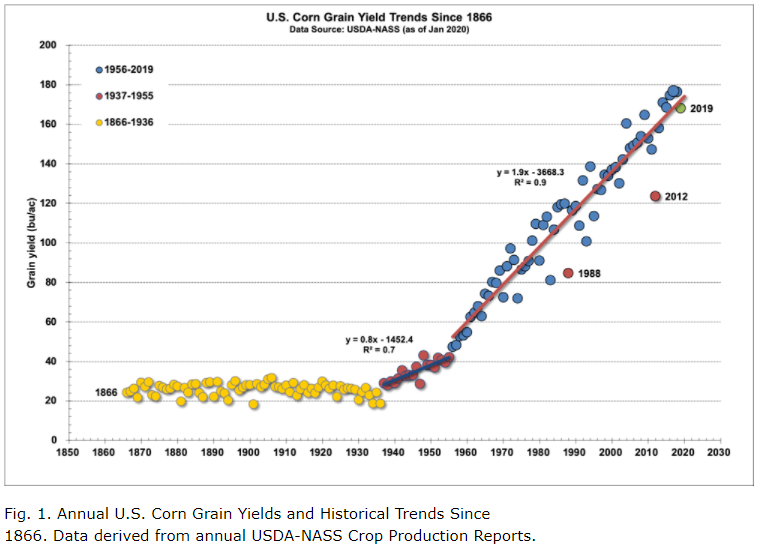 U.S. Corn Grain Yield Trends Since 1866
Data Source: USDA-NASS (as of Jan 2020)
200
180
160
140
120
100
80
60
40
20
0
Grain yield (bu/ac)
1956-2019
1937-1955
1866-1936
2019
y = 1.9x - 3668.3
R² = 0.9
2012
1988
y = 0.8x - 1452.4
R² = 0.7
1866
1850 1860 1870 1880 1890 1900 1910 1920 1930 1940 1950 1960 1970 1980 1990 2000 2010 2020 2030
Fig. 1. Annual U.S. Corn Grain Yields and Historical Trends Since
1866. Data derived from annual USDA-NASS Crop Production Reports.